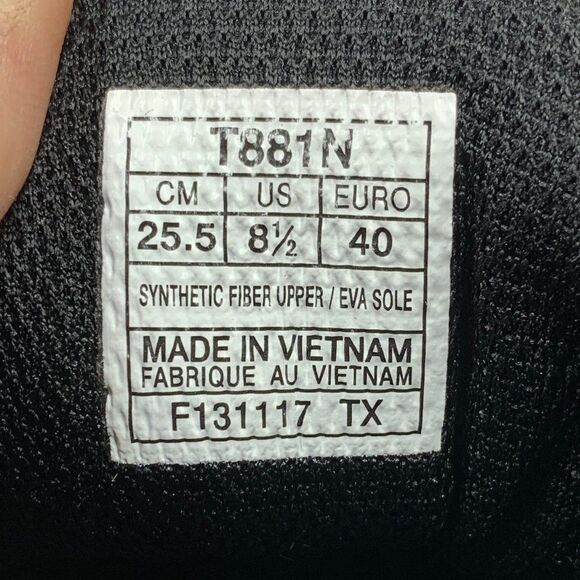 T881N
CM US EURO
25.5 8½ 40
SYNTHETIC FIBER UPPER / EVA SOLE
MADE IN VIETNAM
FABRIQUE AU VIETNAM
F131117 TX